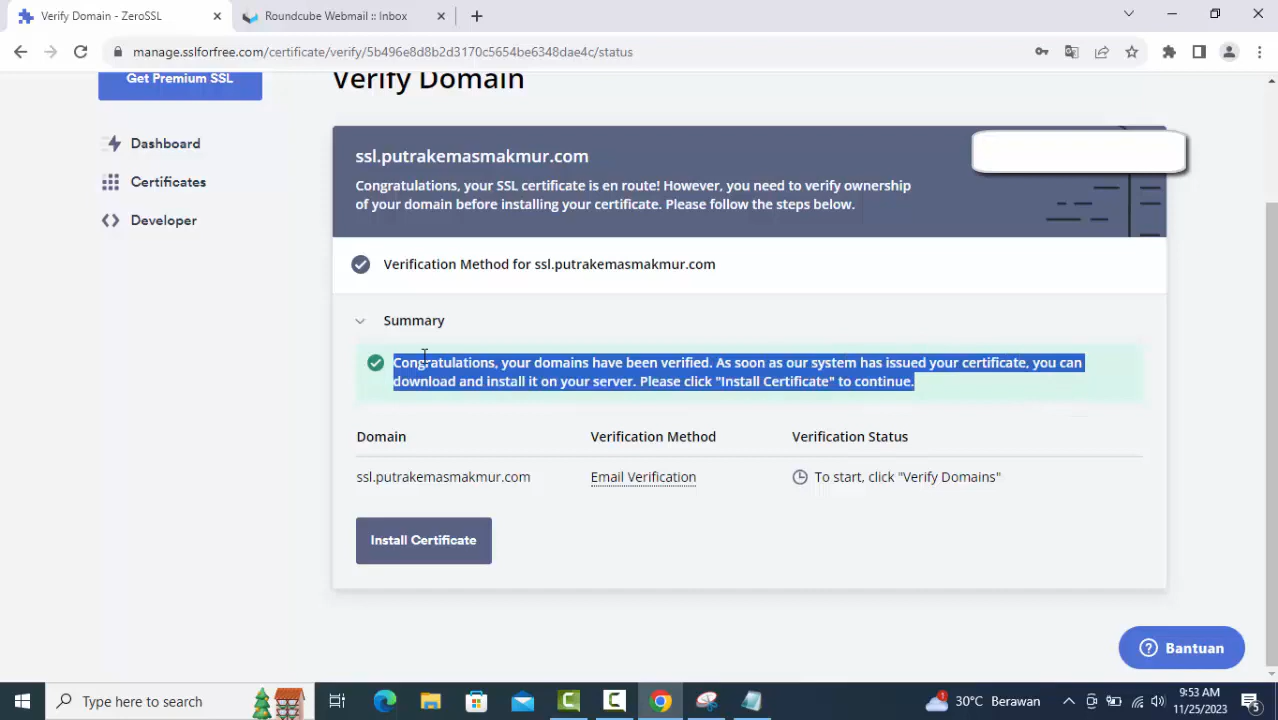 Verify Domain - ZeroSSL
Roundcube Webmail :: Inbox
manage.sslforfree.com/certificate/verify/5b496e8d8b2d3170c5654be6348dae4c/status
Get Premium SSL
Dashboard
Certificates
Developer
Verify Domain
ssl.putrakemasmakmur.com
Congratulations, your SSL certificate is en route! However, you need to verify ownership
of your domain before installing your certificate. Please follow the steps below.
Verification Method for ssl.putrakemasmakmur.com
Summary
Congratulations, your domains have been verified. As soon as our system has issued your certificate, you can
download and install it on your server. Please click "Install Certificate" to continue.
Domain Verification Method Verification Status
ssl.putrakemasmakmur.com Email Verification To start, click "Verify Domains"
Install Certificate
Bantuan
Type here to search
1
30°C Berawan
9:53 AM
11/25/2023
5